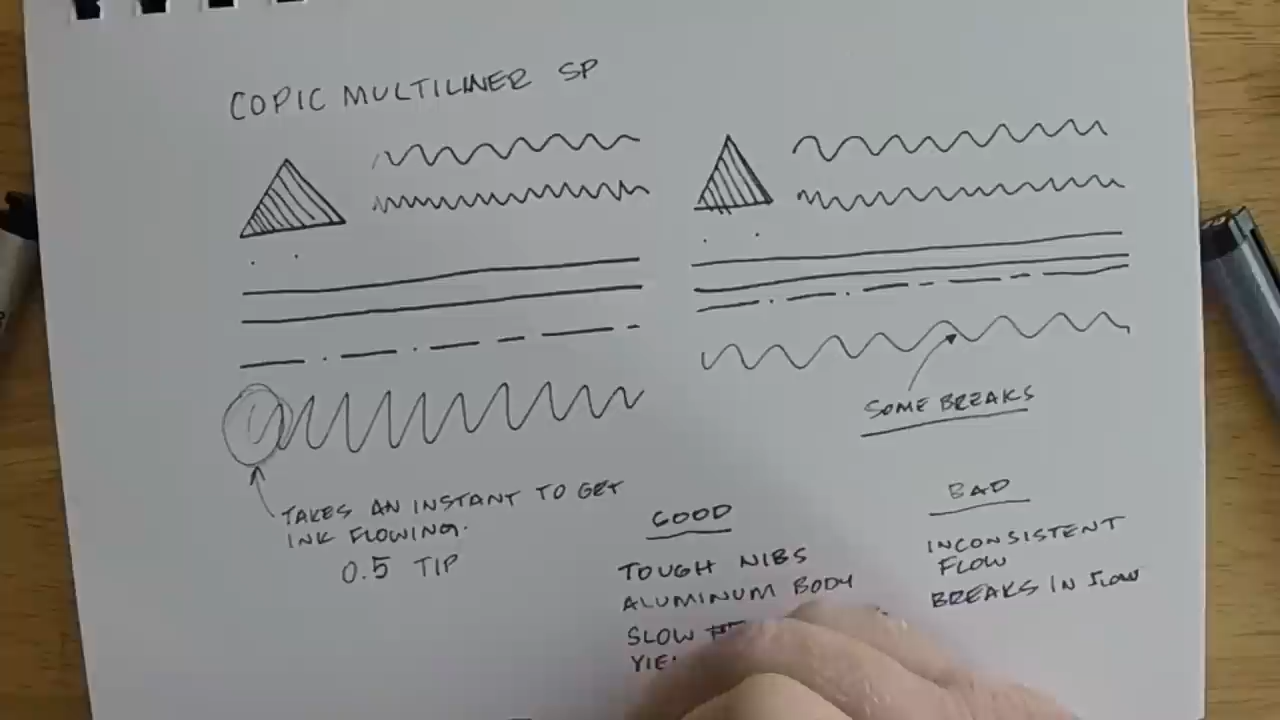 COPIC MULTILINER SP
SOME BREAKS
TAKES AN INSTANT TO GET
INK FLOWING.
0.5 TIP
GOOD
TOUGH NIBS
ALUMINUM BODY
SLOW
BAD
INCONSISTENT
FLOW
BREAKS IN FLOW